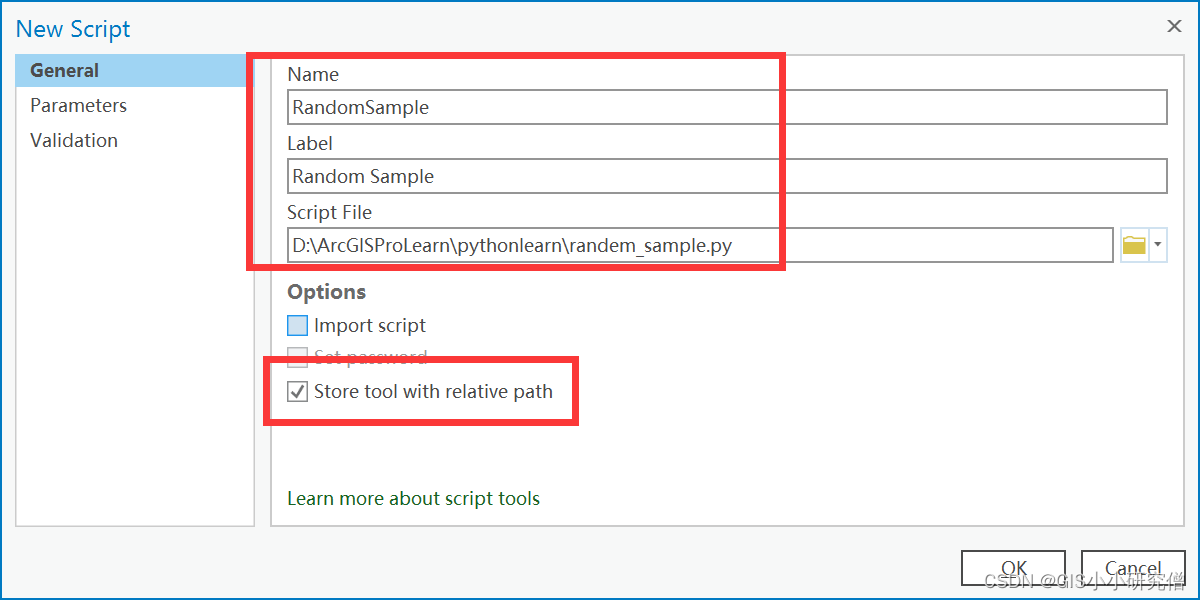 New Script
General
Parameters
Validation
Name
RandomSample
Label
Random Sample
Script File
D:\ArcGISProLearn\pythonlearn\randem_sample.py
Options
Import script
Set password
Store tool with relative path
Learn more about script tools
OK
Cancel
CSDN @GIS小小研究僧